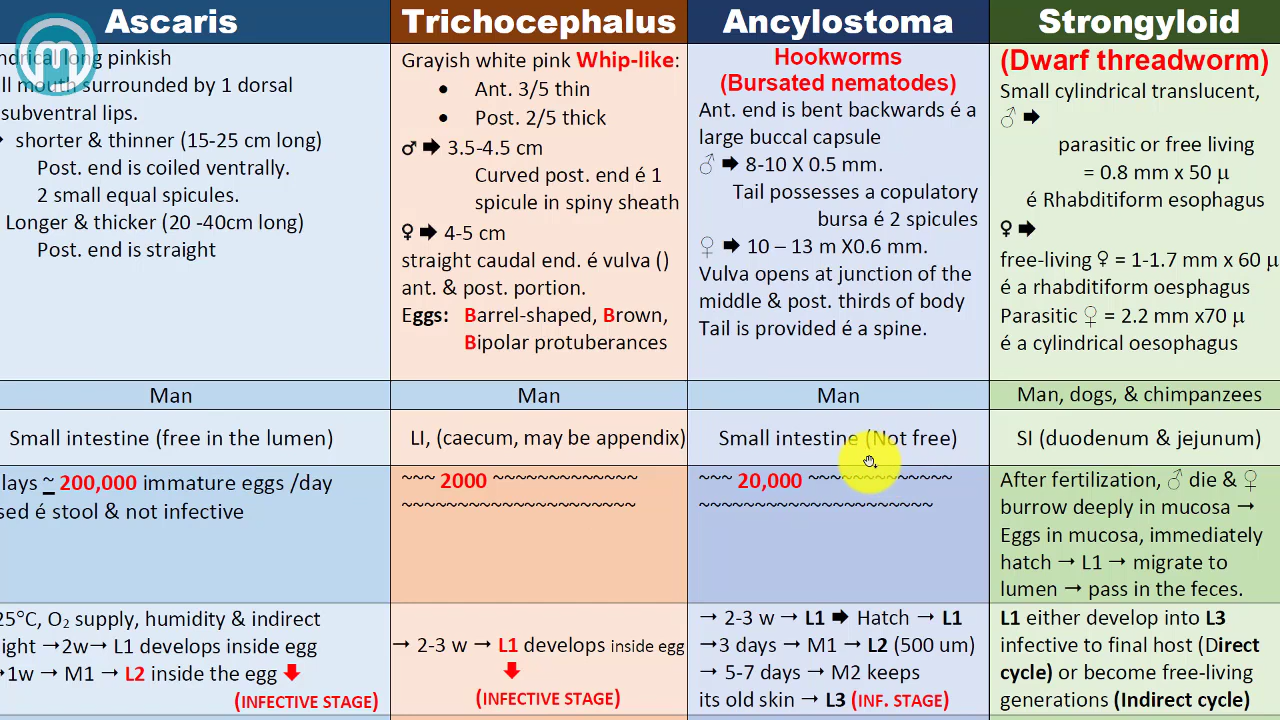 Ascaris
ndrical long pinkish
ll mouth surrounded by 1 dorsal
subventral lips.
shorter & thinner (15-25 cm long)
Post. end is coiled ventrally.
2 small equal spicules.
Longer & thicker (20 -40cm long)
Post. end is straight
Man
Small intestine (free in the lumen)
lays ~ 200,000 immature eggs /day
sed é stool & not infective
25°C, O₂ supply, humidity & indirect
ight →2w→ L1 develops inside egg
→1w → M1 → L2 inside the egg 🡇
(INFECTIVE STAGE)
Trichocephalus
Grayish white pink Whip-like:
• Ant. 3/5 thin
• Post. 2/5 thick
♂ 🡆 3.5-4.5 cm
Curved post. end é 1
spicule in spiny sheath
♀ 🡆 4-5 cm
straight caudal end. é vulva ()
ant. & post. portion.
Eggs: Barrel-shaped, Brown,
Bipolar protuberances
Man
LI, (caecum, may be appendix)
~~~ 2000 ~~~~~~~~~~~~~
~~~~~~~~~~~~~~~~~~~~~
→ 2-3 w → L1 develops inside egg
🡇
(INFECTIVE STAGE)
Ancylostoma
Hookworms
(Bursated nematodes)
Ant. end is bent backwards é a
large buccal capsule
♂ 🡆 8-10 X 0.5 mm.
Tail possesses a copulatory
bursa é 2 spicules
♀ 🡆 10 – 13 m X0.6 mm.
Vulva opens at junction of the
middle & post. thirds of body
Tail is provided é a spine.
Man
Small intestine (Not free)
~~~ 20,000 ~~~~~~~~~~~~~
~~~~~~~~~~~~~~~~~~~~~
→ 2-3 w → L1 🡆 Hatch → L1
→3 days → M1 → L2 (500 um)
→ 5-7 days → M2 keeps
its old skin → L3 (INF. STAGE)
Strongyloid
(Dwarf threadworm)
Small cylindrical translucent,
♂ 🡆
parasitic or free living
= 0.8 mm x 50 µ
é Rhabditiform esophagus
♀ 🡆
free-living ♀ = 1-1.7 mm x 60 µ
é a rhabditiform oesphagus
Parasitic ♀ = 2.2 mm x70 µ
é a cylindrical oesophagus
Man, dogs, & chimpanzees
SI (duodenum & jejunum)
After fertilization, ♂ die & ♀
burrow deeply in mucosa →
Eggs in mucosa, immediately
hatch → L1 → migrate to
lumen → pass in the feces.
L1 either develop into L3
infective to final host (Direct
cycle) or become free-living
generations (Indirect cycle)